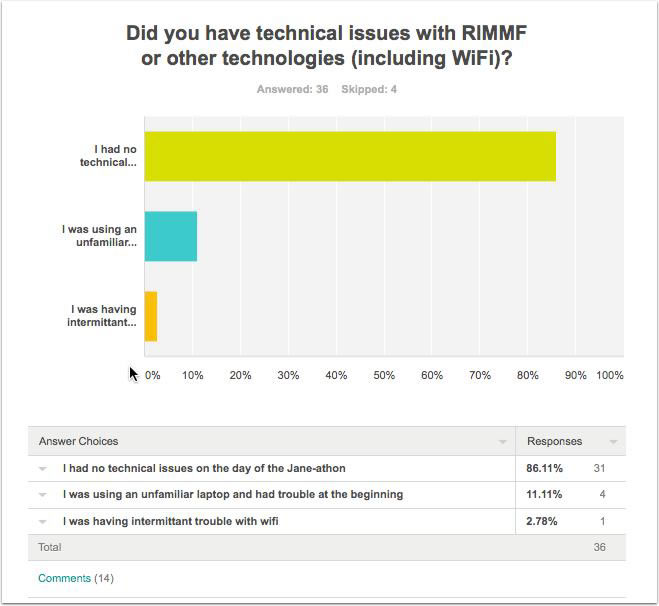 Did you have technical issues with RIMMF
or other technologies (including WiFi)?
Answered: 36 Skipped: 4
I had no
technical...
I was using an
unfamiliar...
I was having
intermittant...
0% 10% 20% 30% 40% 50% 60% 70% 80% 90% 100%
Answer Choices Responses
I had no technical issues on the day of the Jane-athon 86.11% 31
I was using an unfamiliar laptop and had trouble at the beginning 11.11% 4
I was having intermittant trouble with wifi 2.78% 1
Total 36
Comments (14)